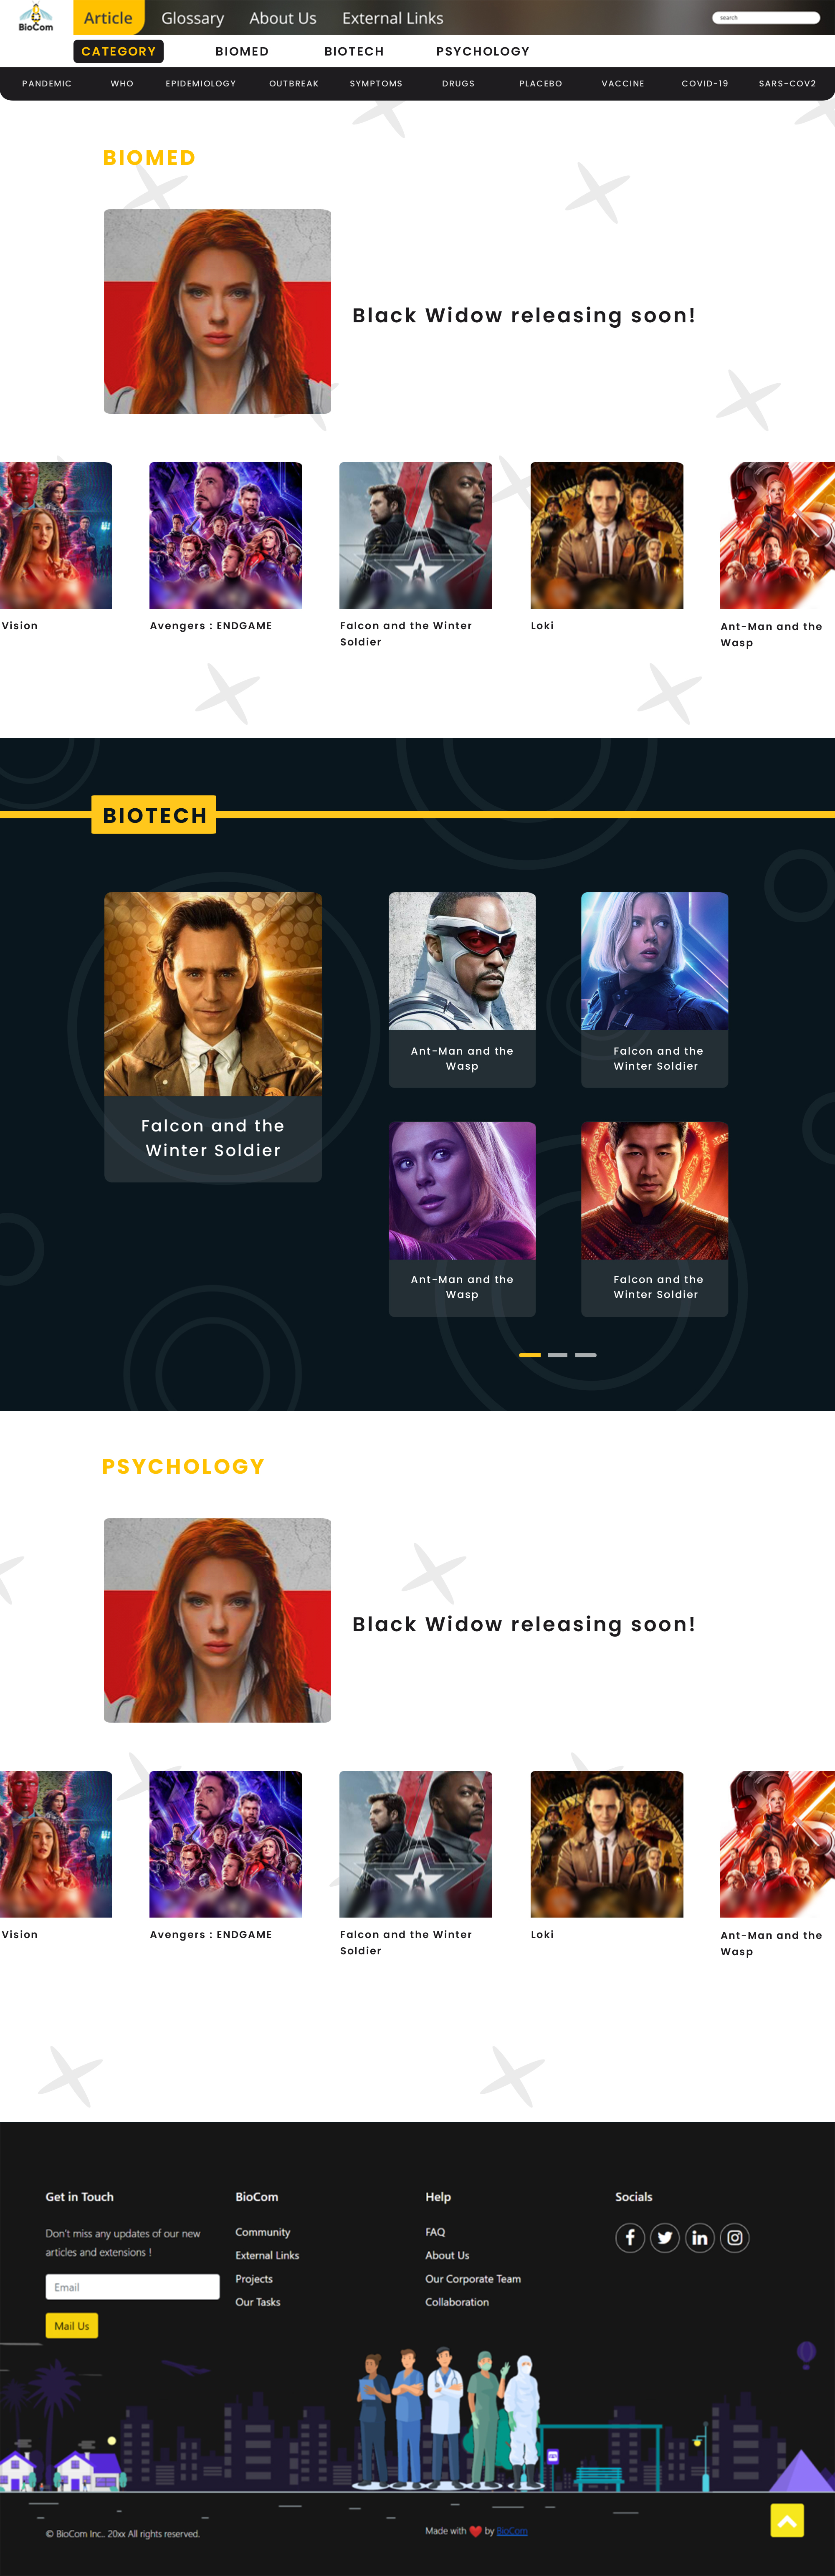 BioCom
Article Glossary About Us External Links
search
CATEGORY BIOMED BIOTECH PSYCHOLOGY
PANDEMIC WHO EPIDEMIOLOGY OUTBREAK SYMPTOMS DRUGS PLACEBO VACCINE COVID-19 SARS-COV2
BIOMED
Black Widow releasing soon!
Vision
Avengers : ENDGAME
Falcon and the Winter
Soldier
Loki
Ant-Man and the
Wasp
BIOTECH
Falcon and the
Winter Soldier
Ant-Man and the
Wasp
Falcon and the
Winter Soldier
Ant-Man and the
Wasp
Falcon and the
Winter Soldier
PSYCHOLOGY
Black Widow releasing soon!
Vision
Avengers : ENDGAME
Falcon and the Winter
Soldier
Loki
Ant-Man and the
Wasp
Get in Touch
Don't miss any updates of our new
articles and extensions !
Email
Mail Us
BioCom
Community
External Links
Projects
Our Tasks
Help
FAQ
About Us
Our Corporate Team
Collaboration
Socials
© BioCom Inc.. 20xx All rights reserved.
Made with ❤ by BioCom